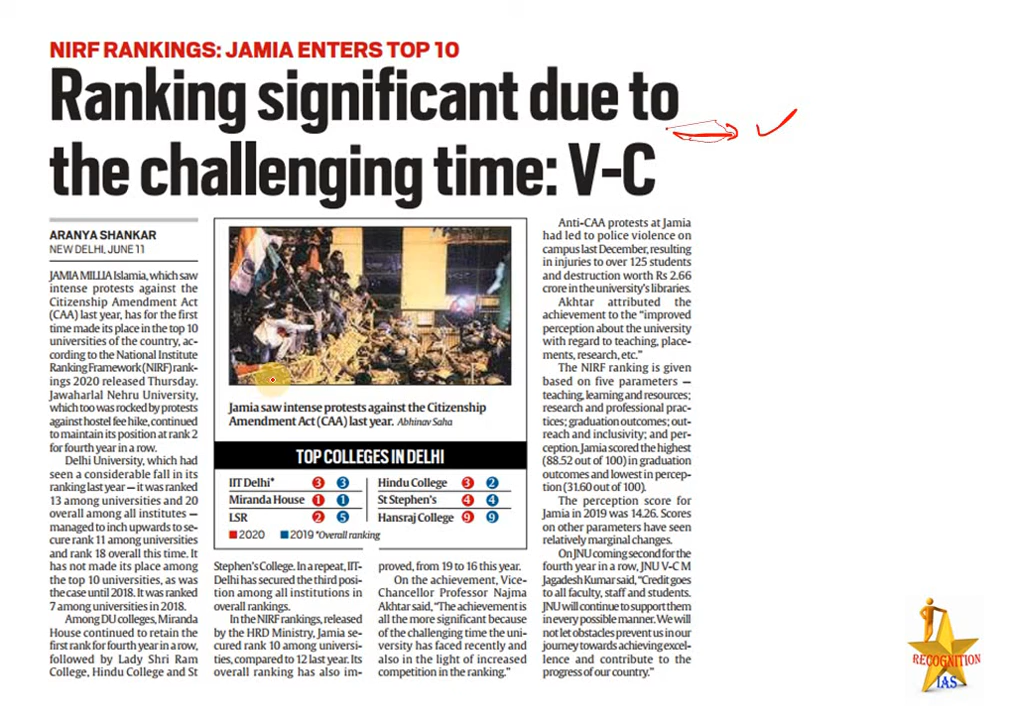 NIRF RANKINGS: JAMIA ENTERS TOP 10
Ranking significant due to
the challenging time: V-C
ARANYA SHANKAR
NEW DELHI, JUNE 11
JAMIA MILLIA Islamia, which saw
intense protests against the
Citizenship Amendment Act
(CAA) last year, has for the first
time made its place in the top 10
universities of the country, ac-
cording to the National Institute
Ranking Framework (NIRF) rank-
ings 2020 released Thursday.
Jawaharlal Nehru University,
which too was rocked by protests
against hostel fee hike, continued
to maintain its position at rank 2
for fourth year in a row.
Delhi University, which had
seen a considerable fall in its
ranking last year — it was ranked
13 among universities and 20
overall among all institutes —
managed to inch upwards to se-
cure rank 11 among universities
and rank 18 overall this time. It
has not made its place among
the top 10 universities, as was
the case until 2018. It was ranked
7 among universities in 2018.
Among DU colleges, Miranda
House continued to retain the
first rank for fourth year in a row,
followed by Lady Shri Ram
College, Hindu College and St
Jamia saw intense protests against the Citizenship
Amendment Act (CAA) last year. Abhinav Saha
TOP COLLEGES IN DELHI
IIT Delhi* 3 3 Hindu College 3 2
Miranda House 1 1 St Stephen's 4 4
LSR 2 5 Hansraj College 9 9
2020 2019 *Overall ranking
Stephen's College. In a repeat, IIT-
Delhi has secured the third posi-
tion among all institutions in
overall rankings.
In the NIRF rankings, released
by the HRD Ministry, Jamia se-
cured rank 10 among universi-
ties, compared to 12 last year. Its
overall ranking has also im-
proved, from 19 to 16 this year.
On the achievement, Vice-
Chancellor Professor Najma
Akhtar said, "The achievement is
all the more significant because
of the challenging time the uni-
versity has faced recently and
also in the light of increased
competition in the ranking."
Anti-CAA protests at Jamia
had led to police violence on
campus last December, resulting
in injuries to over 125 students
and destruction worth Rs 2.66
crore in the university's libraries.
Akhtar attributed the
achievement to the "improved
perception about the university
with regard to teaching, place-
ments, research, etc."
The NIRF ranking is given
based on five parameters —
teaching, learning and resources;
research and professional prac-
tices; graduation outcomes; out-
reach and inclusivity; and per-
ception. Jamia scored the highest
(88.52 out of 100) in graduation
outcomes and lowest in percep-
tion (31.60 out of 100).
The perception score for
Jamia in 2019 was 14.26. Scores
on other parameters have seen
relatively marginal changes.
On JNU coming second for the
fourth year in a row, JNU V-C M
Jagadesh Kumar said, "Credit goes
to all faculty, staff and students.
JNU will continue to support them
in every possible manner. We will
not let obstacles prevent us in our
journey towards achieving excel-
lence and contribute to the
progress of our country."
RECOGNITION
IAS